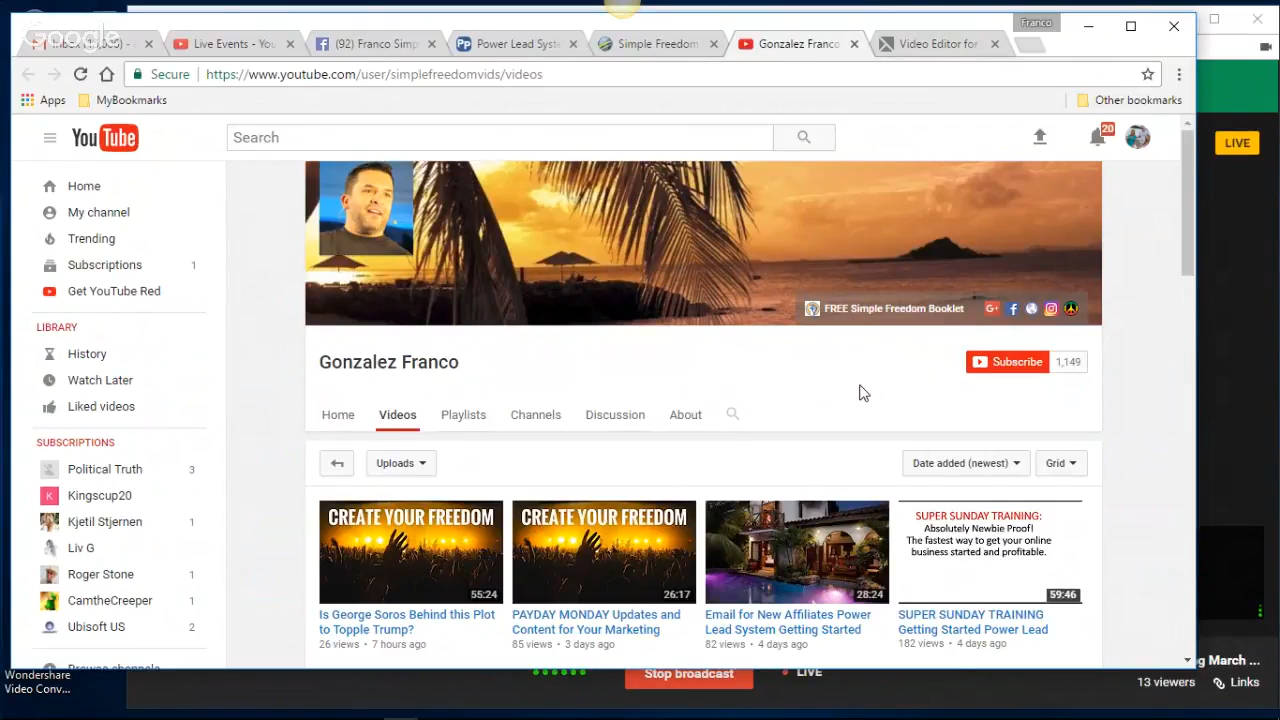 Google
Franco
Inbox
Live Events - You
(92) Franco Simp
Power Lead Syste
Simple Freedom
Gonzalez Franco
Video Editor for
Secure
https://www.youtube.com/user/simplefreedomvids/videos
Apps
MyBookmarks
Other bookmarks
YouTube
Search
20
LIVE
Home
My channel
Trending
Subscriptions 1
Get YouTube Red
LIBRARY
History
Watch Later
Liked videos
SUBSCRIPTIONS
Political Truth 3
Kingscup20
Kjetil Stjernen 1
Liv G
Roger Stone 1
CamtheCreeper 1
Ubisoft US 2
FREE Simple Freedom Booklet
G+
Gonzalez Franco
Subscribe 1,149
Home Videos Playlists Channels Discussion About
Uploads
Date added (newest)
Grid
CREATE YOUR FREEDOM
55:24
Is George Soros Behind this Plot
to Topple Trump?
26 views • 7 hours ago
CREATE YOUR FREEDOM
26:17
PAYDAY MONDAY Updates and
Content for Your Marketing
85 views • 3 days ago
28:24
Email for New Affiliates Power
Lead System Getting Started
82 views • 4 days ago
SUPER SUNDAY TRAINING:
Absolutely Newbie Proof!
The fastest way to get your online
business started and profitable.
59:46
SUPER SUNDAY TRAINING
Getting Started Power Lead
182 views • 4 days ago
Wondershare
Video Conv...
Stop broadcast
LIVE
g March ...
13 viewers
Links